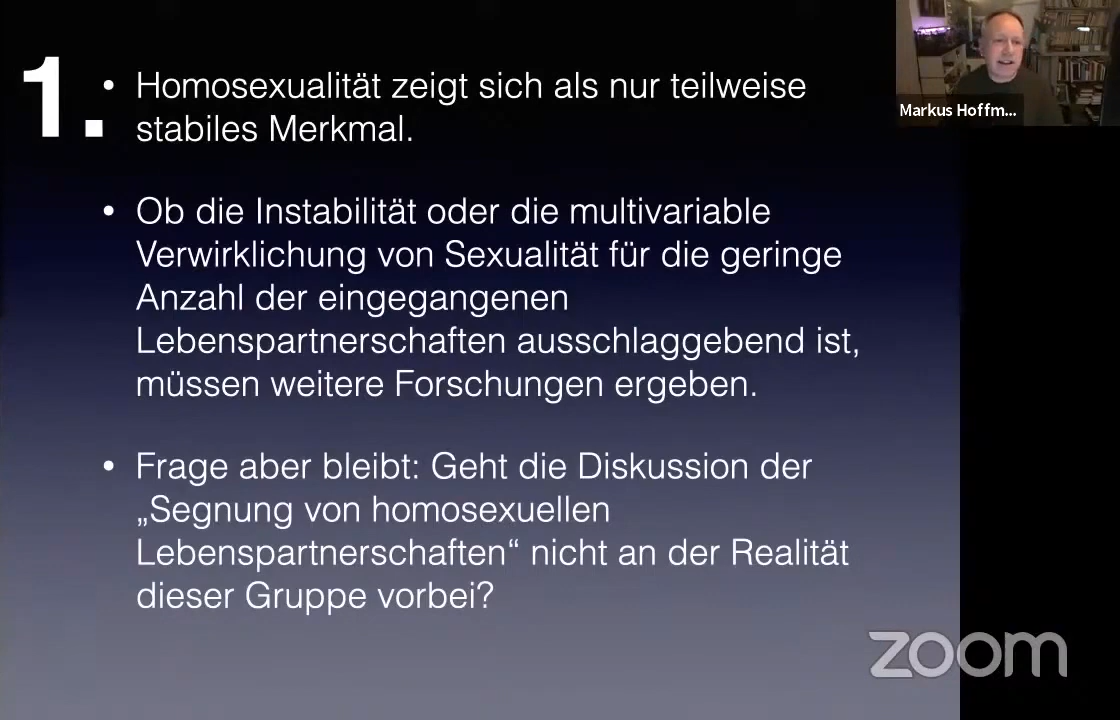 1.
• Homosexualität zeigt sich als nur teilweise
stabiles Merkmal.
• Ob die Instabilität oder die multivariable
Verwirklichung von Sexualität für die geringe
Anzahl der eingegangenen
Lebenspartnerschaften ausschlaggebend ist,
müssen weitere Forschungen ergeben.
• Frage aber bleibt: Geht die Diskussion der
„Segnung von homosexuellen
Lebenspartnerschaften“ nicht an der Realität
dieser Gruppe vorbei?
Markus Hoffm...
zoom